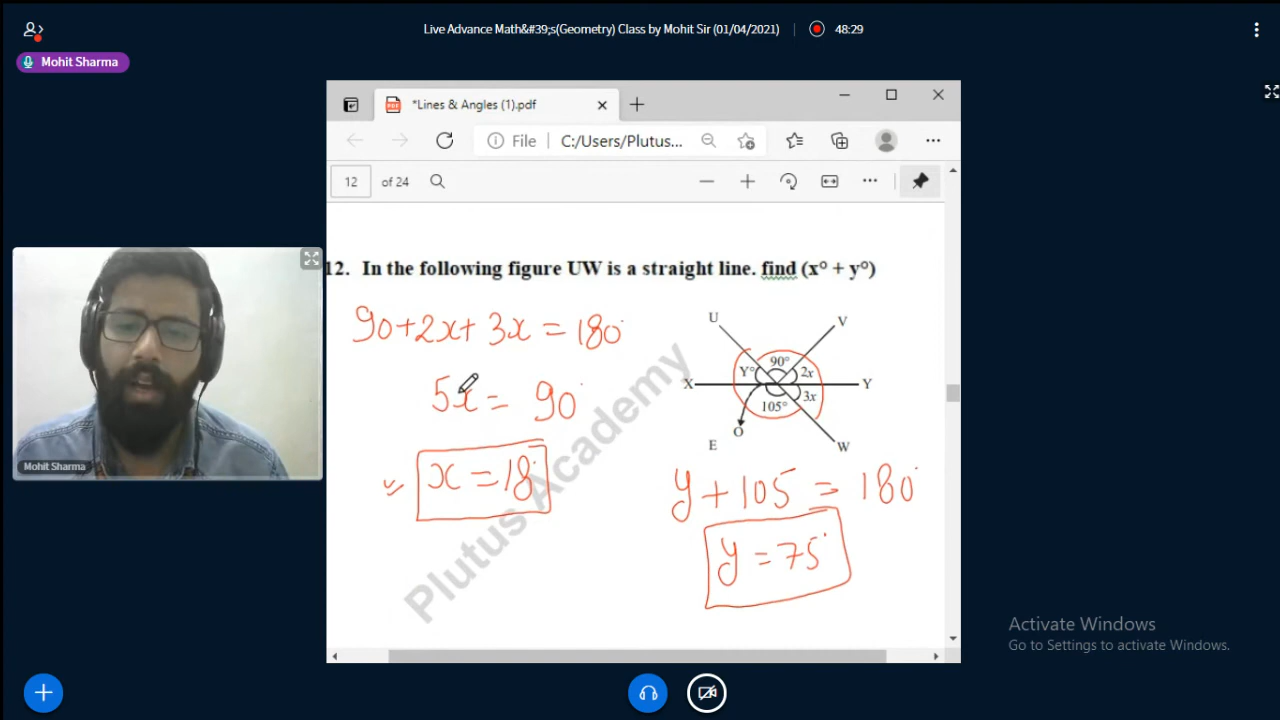 Live Advance Math&#39;s(Geometry) Class by Mohit Sir (01/04/2021)
48:29
Mohit Sharma
*Lines & Angles (1).pdf
File
C:/Users/Plutus...
12 of 24
12. In the following figure UW is a straight line. find (x° + y°)
90+2x+3x=180°
5x=90°
x=18°
U
V
90°
Y°
2x
X
Y
105°
3x
O
E
W
y+105=180°
y=75°
Plutus Academy
Mohit Sharma
Activate Windows
Go to Settings to activate Windows.